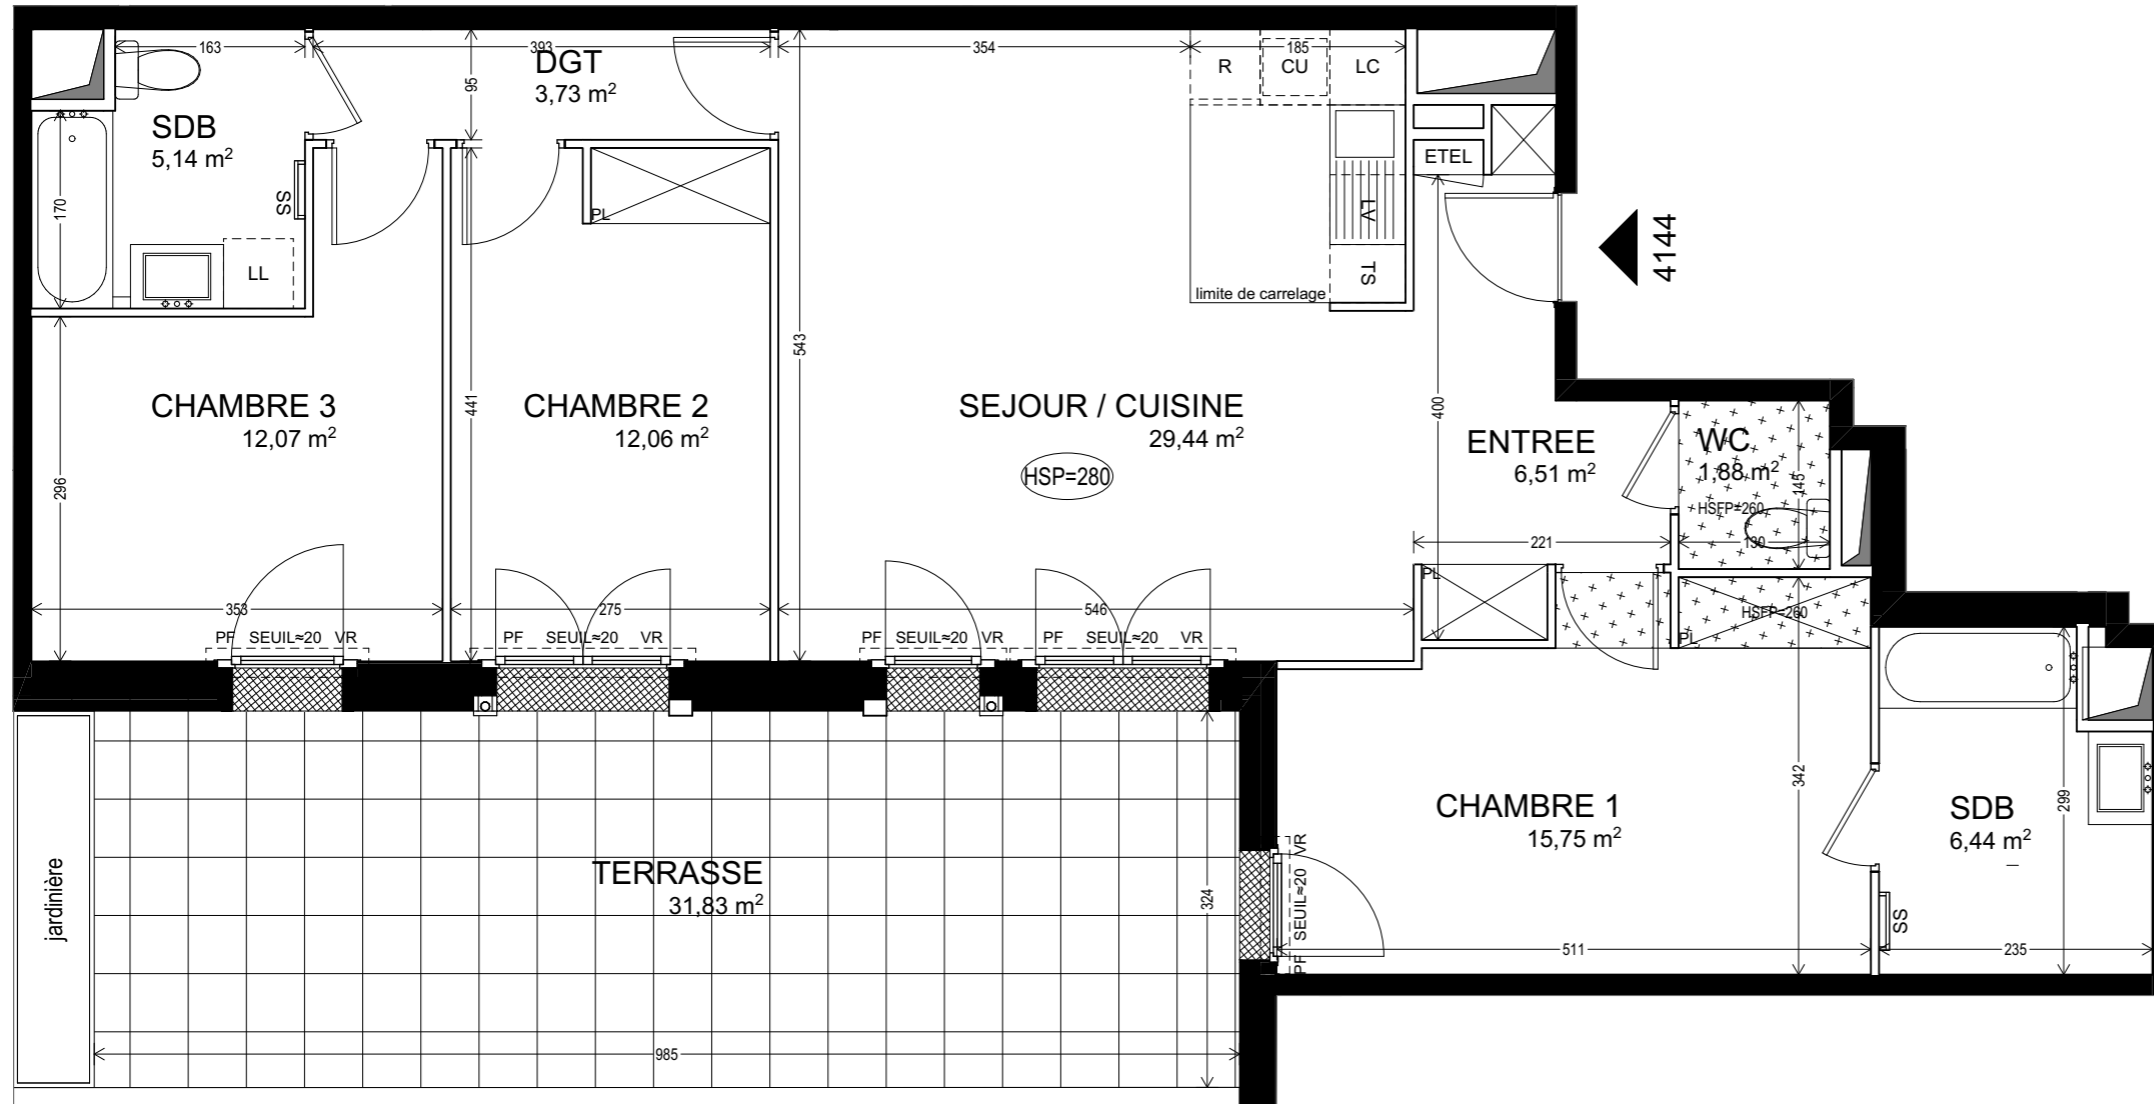 163
393
354
185
DGT
3,73 m²
95
R
CU
LC
SDB
5,14 m²
ETEL
170
SS
PL
LV
4144
LL
TS
limite de carrelage
543
CHAMBRE 3
12,07 m²
441
CHAMBRE 2
12,06 m²
SEJOUR / CUISINE
29,44 m²
400
ENTREE
6,51 m²
WC
1,88 m²
145
HSFP=260
HSP=280
296
221
130
PL
353
275
546
HSFP=260
PL
PF SEUIL≈20 VR
PF SEUIL≈20 VR
PF SEUIL≈20 VR
PF SEUIL≈20 VR
342
299
CHAMBRE 1
15,75 m²
SDB
6,44 m²
PF SEUIL≈20 VR
TERRASSE
31,83 m²
jardinière
324
SS
511
235
985